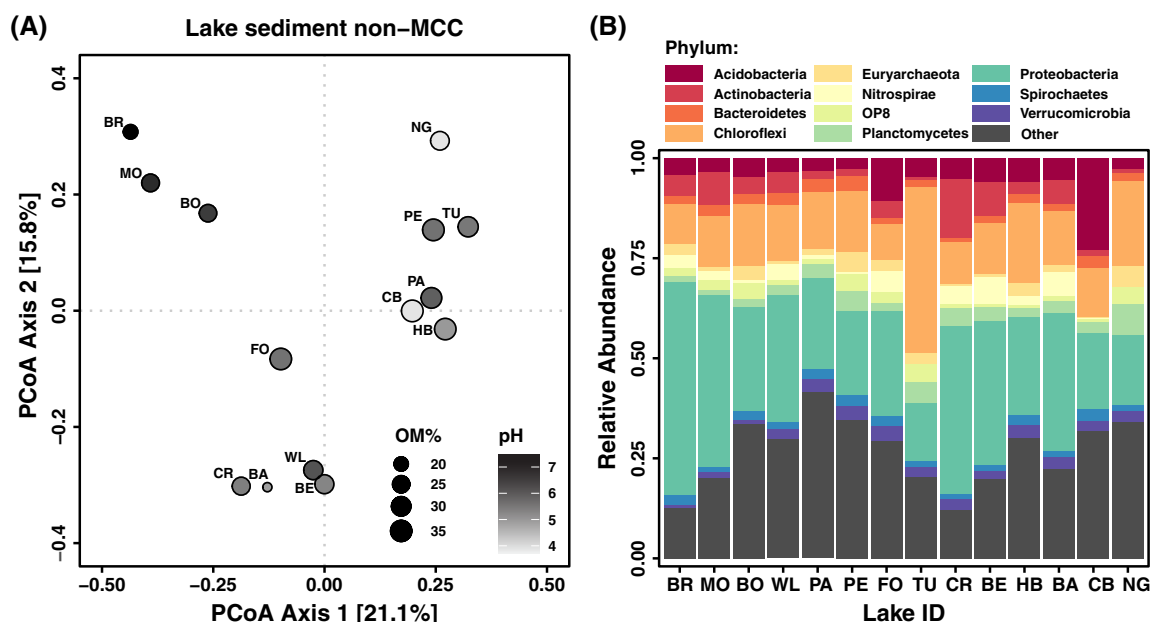 (A)
Lake sediment non−MCC
PCoA Axis 2 [15.8%]
0.4
0.2
0.0
−0.2
−0.4
BR
MO
BO
NG
PE
TU
PA
CB
HB
FO
CR
BA
WL
BE
OM%
20
25
30
35
pH
7
6
5
4
−0.50
−0.25
0.00
0.25
0.50
PCoA Axis 1 [21.1%]
(B)
Phylum:
Acidobacteria
Actinobacteria
Bacteroidetes
Chloroflexi
Euryarchaeota
Nitrospirae
OP8
Planctomycetes
Proteobacteria
Spirochaetes
Verrucomicrobia
Other
Relative Abundance
1.00
0.75
0.50
0.25
0.00
BR MO BO WL PA PE FO TU CR BE HB BA CB NG
Lake ID